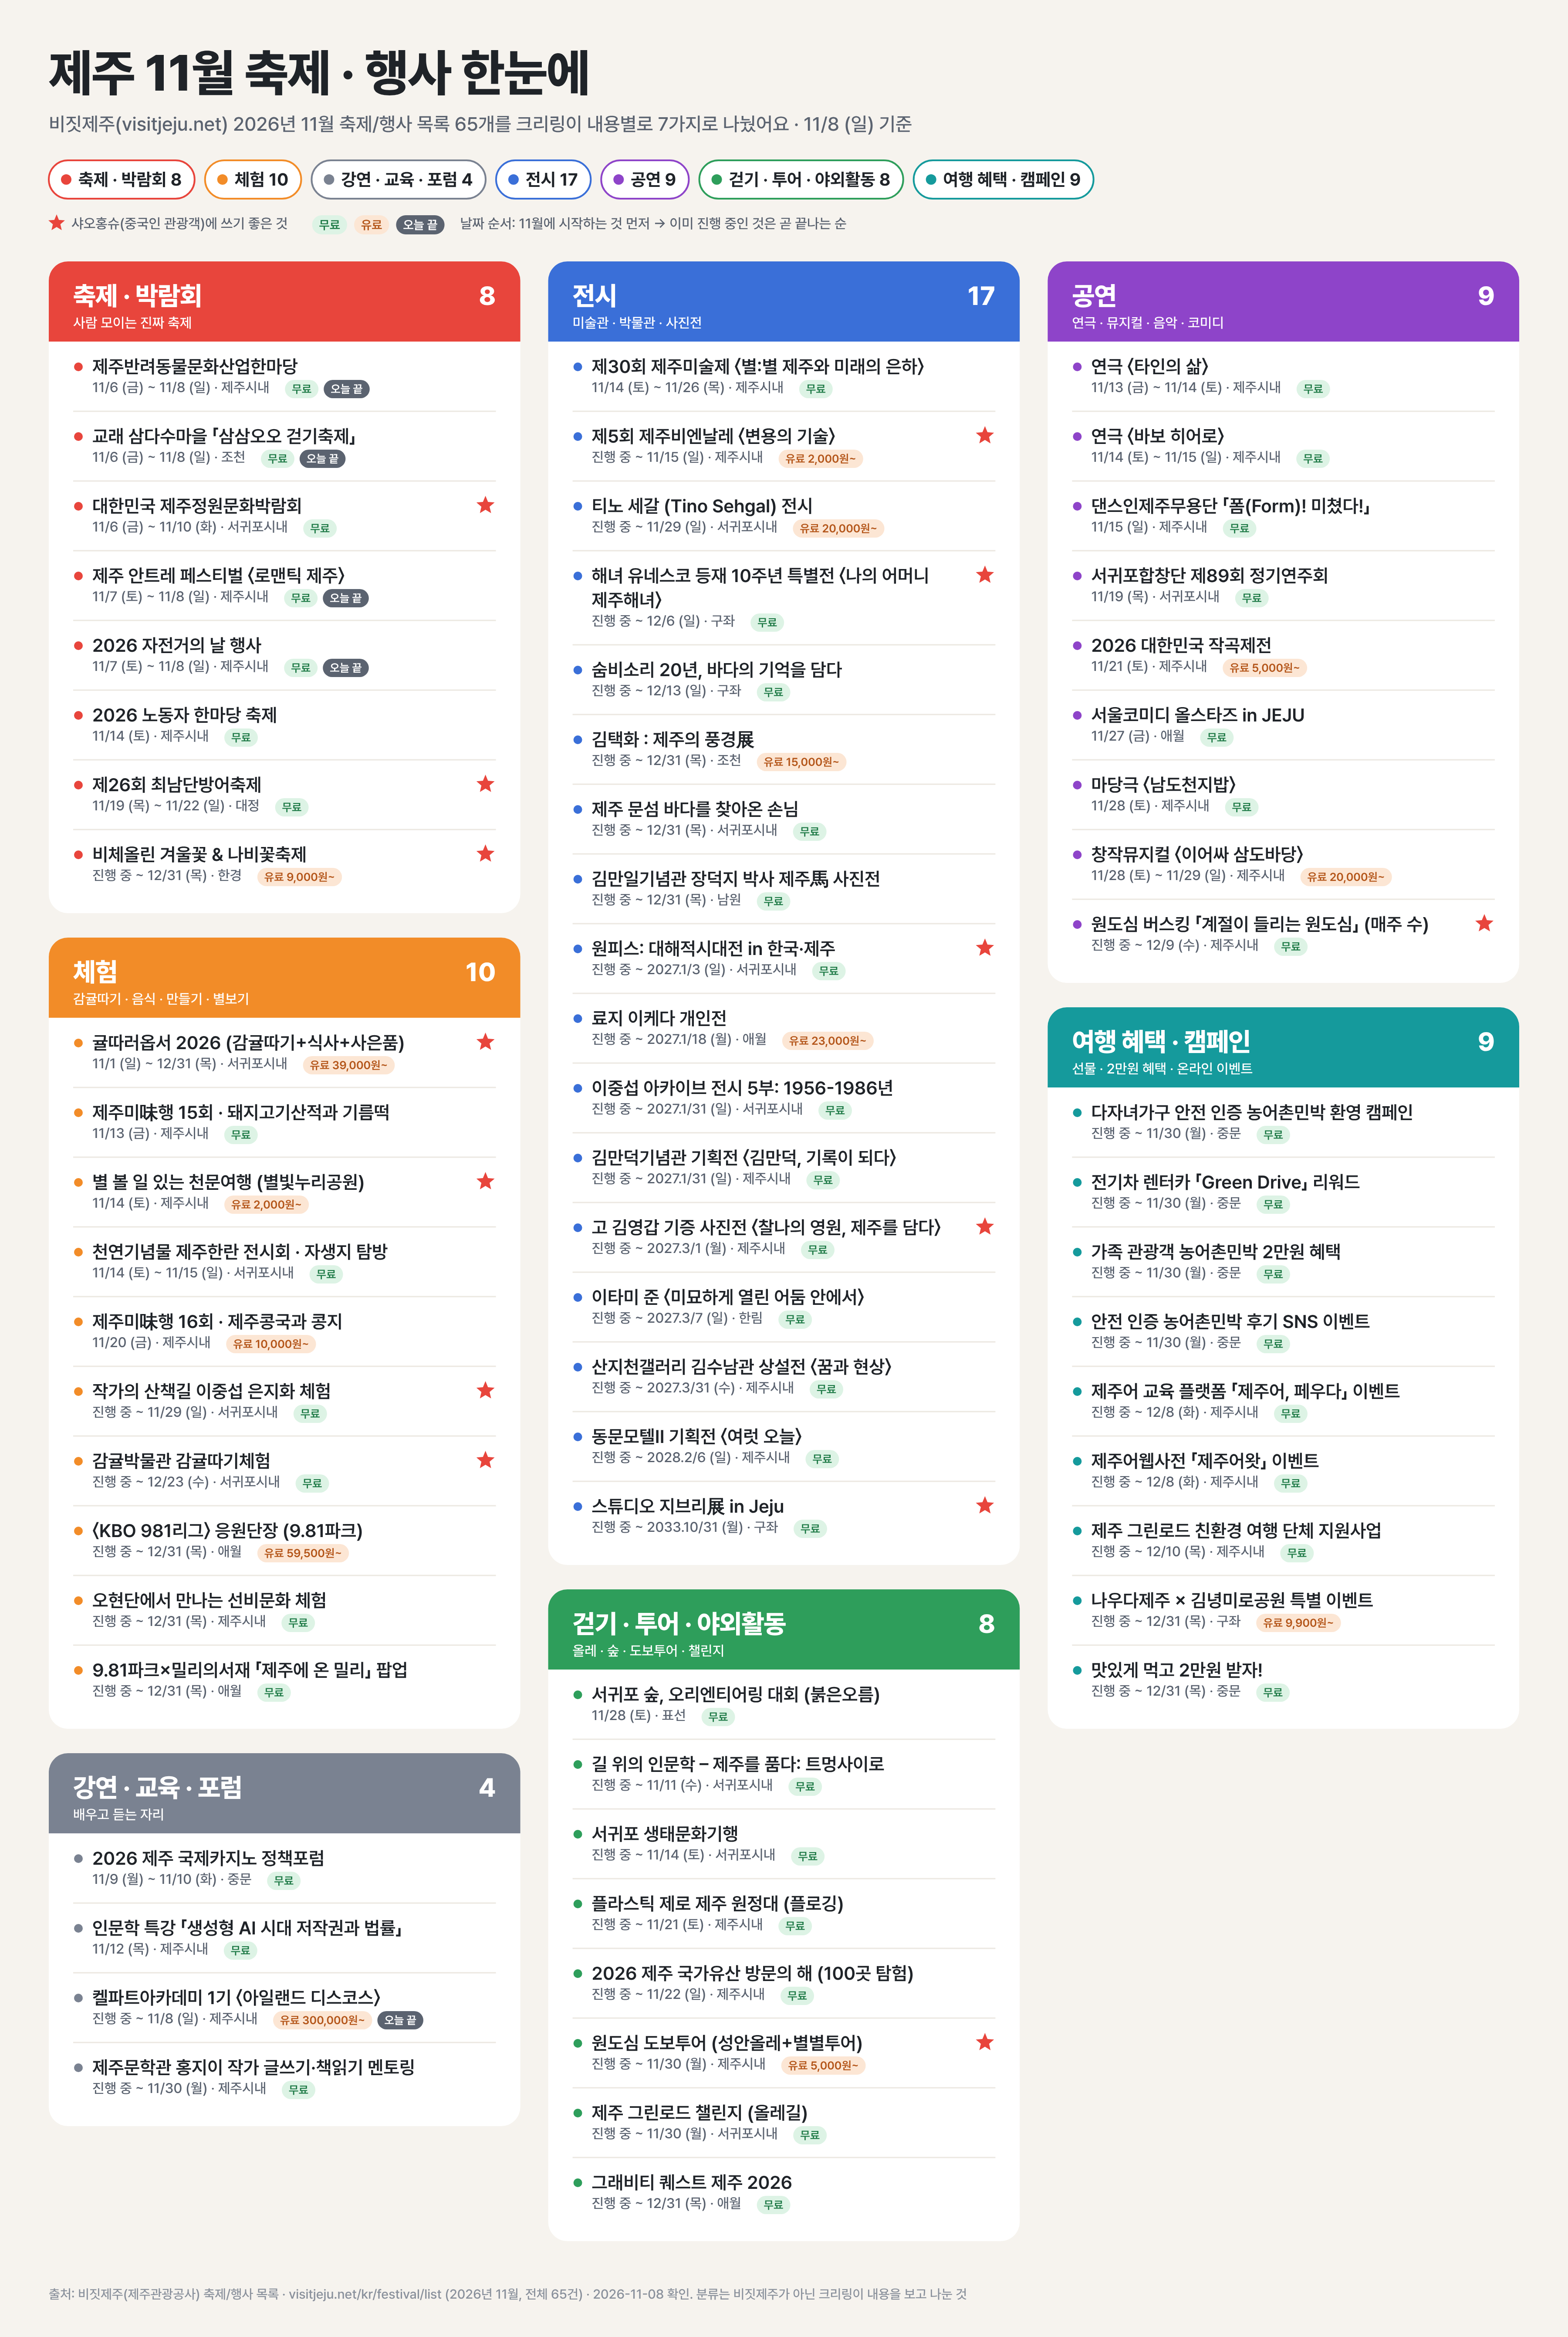 제주 11월 축제 · 행사 한눈에
비짓제주(visitjeju.net) 2026년 11월 축제/행사 목록 65개를 크리링이 내용별로 7가지로 나눴어요 · 11/8 (일) 기준
축제 · 박람회 8
체험 10
강연 · 교육 · 포럼 4
전시 17
공연 9
걷기 · 투어 · 야외활동 8
여행 혜택 · 캠페인 9
★ 샤오홍슈(중국인 관광객)에 쓰기 좋은 것 무료 유료 오늘 끝 날짜 순서: 11월에 시작하는 것 먼저 → 이미 진행 중인 것은 곧 끝나는 순
축제 · 박람회 8
사람 모이는 진짜 축제
제주반려동물문화산업한마당
11/6 (금) ~ 11/8 (일) · 제주시내 무료 오늘 끝
교래 삼다수마을 「삼삼오오 걷기축제」
11/6 (금) ~ 11/8 (일) · 조천 무료 오늘 끝
대한민국 제주정원문화박람회 ★
11/6 (금) ~ 11/10 (화) · 서귀포시내 무료
제주 안트레 페스티벌 〈로맨틱 제주〉
11/7 (토) ~ 11/8 (일) · 제주시내 무료 오늘 끝
2026 자전거의 날 행사
11/7 (토) ~ 11/8 (일) · 제주시내 무료 오늘 끝
2026 노동자 한마당 축제
11/14 (토) · 제주시내 무료
제26회 최남단방어축제 ★
11/19 (목) ~ 11/22 (일) · 대정 무료
비체올린 겨울꽃 & 나비꽃축제 ★
진행 중 ~ 12/31 (목) · 한경 유료 9,000원~
체험 10
감귤따기 · 음식 · 만들기 · 별보기
귤따러옵서 2026 (감귤따기+식사+사은품) ★
11/1 (일) ~ 12/31 (목) · 서귀포시내 유료 39,000원~
제주미味행 15회 · 돼지고기산적과 기름떡
11/13 (금) · 제주시내 무료
별 볼 일 있는 천문여행 (별빛누리공원) ★
11/14 (토) · 제주시내 유료 2,000원~
천연기념물 제주한란 전시회 · 자생지 탐방
11/14 (토) ~ 11/15 (일) · 서귀포시내 무료
제주미味행 16회 · 제주콩국과 콩지
11/20 (금) · 제주시내 유료 10,000원~
작가의 산책길 이중섭 은지화 체험 ★
진행 중 ~ 11/29 (일) · 서귀포시내 무료
감귤박물관 감귤따기체험 ★
진행 중 ~ 12/23 (수) · 서귀포시내 무료
〈KBO 981리그〉 응원단장 (9.81파크)
진행 중 ~ 12/31 (목) · 애월 유료 59,500원~
오현단에서 만나는 선비문화 체험
진행 중 ~ 12/31 (목) · 제주시내 무료
9.81파크×밀리의서재 「제주에 온 밀리」 팝업
진행 중 ~ 12/31 (목) · 애월 무료
강연 · 교육 · 포럼 4
배우고 듣는 자리
2026 제주 국제카지노 정책포럼
11/9 (월) ~ 11/10 (화) · 중문 무료
인문학 특강 「생성형 AI 시대 저작권과 법률」
11/12 (목) · 제주시내 무료
켈파트아카데미 1기 〈아일랜드 디스코스〉
진행 중 ~ 11/8 (일) · 제주시내 유료 300,000원~ 오늘 끝
제주문학관 홍지이 작가 글쓰기·책읽기 멘토링
진행 중 ~ 11/30 (월) · 제주시내 무료
전시 17
미술관 · 박물관 · 사진전
제30회 제주미술제 〈별:별 제주와 미래의 은하〉
11/14 (토) ~ 11/26 (목) · 제주시내 무료
제5회 제주비엔날레 〈변용의 기술〉 ★
진행 중 ~ 11/15 (일) · 제주시내 유료 2,000원~
티노 세갈 (Tino Sehgal) 전시
진행 중 ~ 11/29 (일) · 서귀포시내 유료 20,000원~
해녀 유네스코 등재 10주년 특별전 〈나의 어머니 ★
제주해녀〉
진행 중 ~ 12/6 (일) · 구좌 무료
숨비소리 20년, 바다의 기억을 담다
진행 중 ~ 12/13 (일) · 구좌 무료
김택화 : 제주의 풍경展
진행 중 ~ 12/31 (목) · 조천 유료 15,000원~
제주 문섬 바다를 찾아온 손님
진행 중 ~ 12/31 (목) · 서귀포시내 무료
김만일기념관 장덕지 박사 제주馬 사진전
진행 중 ~ 12/31 (목) · 남원 무료
원피스: 대해적시대전 in 한국·제주 ★
진행 중 ~ 2027.1/3 (일) · 서귀포시내 무료
료지 이케다 개인전
진행 중 ~ 2027.1/18 (월) · 애월 유료 23,000원~
이중섭 아카이브 전시 5부: 1956-1986년
진행 중 ~ 2027.1/31 (일) · 서귀포시내 무료
김만덕기념관 기획전 〈김만덕, 기록이 되다〉
진행 중 ~ 2027.1/31 (일) · 제주시내 무료
고 김영갑 기증 사진전 〈찰나의 영원, 제주를 담다〉 ★
진행 중 ~ 2027.3/1 (월) · 제주시내 무료
이타미 준 〈미묘하게 열린 어둠 안에서〉
진행 중 ~ 2027.3/7 (일) · 한림 무료
산지천갤러리 김수남관 상설전 〈꿈과 현상〉
진행 중 ~ 2027.3/31 (수) · 제주시내 무료
동문모텔II 기획전 〈여럿 오늘〉
진행 중 ~ 2028.2/6 (일) · 제주시내 무료
스튜디오 지브리展 in Jeju ★
진행 중 ~ 2033.10/31 (월) · 구좌 무료
걷기 · 투어 · 야외활동 8
올레 · 숲 · 도보투어 · 챌린지
서귀포 숲, 오리엔티어링 대회 (붉은오름)
11/28 (토) · 표선 무료
길 위의 인문학 – 제주를 품다: 트멍사이로
진행 중 ~ 11/11 (수) · 서귀포시내 무료
서귀포 생태문화기행
진행 중 ~ 11/14 (토) · 서귀포시내 무료
플라스틱 제로 제주 원정대 (플로깅)
진행 중 ~ 11/21 (토) · 제주시내 무료
2026 제주 국가유산 방문의 해 (100곳 탐험)
진행 중 ~ 11/22 (일) · 제주시내 무료
원도심 도보투어 (성안올레+별별투어) ★
진행 중 ~ 11/30 (월) · 제주시내 유료 5,000원~
제주 그린로드 챌린지 (올레길)
진행 중 ~ 11/30 (월) · 서귀포시내 무료
그래비티 퀘스트 제주 2026
진행 중 ~ 12/31 (목) · 애월 무료
공연 9
연극 · 뮤지컬 · 음악 · 코미디
연극 〈타인의 삶〉
11/13 (금) ~ 11/14 (토) · 제주시내 무료
연극 〈바보 히어로〉
11/14 (토) ~ 11/15 (일) · 제주시내 무료
댄스인제주무용단 「폼(Form)! 미쳤다!」
11/15 (일) · 제주시내 무료
서귀포합창단 제89회 정기연주회
11/19 (목) · 서귀포시내 무료
2026 대한민국 작곡제전
11/21 (토) · 제주시내 유료 5,000원~
서울코미디 올스타즈 in JEJU
11/27 (금) · 애월 무료
마당극 〈남도천지밥〉
11/28 (토) · 제주시내 무료
창작뮤지컬 〈이어싸 삼도바당〉
11/28 (토) ~ 11/29 (일) · 제주시내 유료 20,000원~
원도심 버스킹 「계절이 들리는 원도심」 (매주 수) ★
진행 중 ~ 12/9 (수) · 제주시내 무료
여행 혜택 · 캠페인 9
선물 · 2만원 혜택 · 온라인 이벤트
다자녀가구 안전 인증 농어촌민박 환영 캠페인
진행 중 ~ 11/30 (월) · 중문 무료
전기차 렌터카 「Green Drive」 리워드
진행 중 ~ 11/30 (월) · 중문 무료
가족 관광객 농어촌민박 2만원 혜택
진행 중 ~ 11/30 (월) · 중문 무료
안전 인증 농어촌민박 후기 SNS 이벤트
진행 중 ~ 11/30 (월) · 중문 무료
제주어 교육 플랫폼 「제주어, 페우다」 이벤트
진행 중 ~ 12/8 (화) · 제주시내 무료
제주어웹사전 「제주어왓」 이벤트
진행 중 ~ 12/8 (화) · 제주시내 무료
제주 그린로드 친환경 여행 단체 지원사업
진행 중 ~ 12/10 (목) · 제주시내 무료
나우다제주 × 김녕미로공원 특별 이벤트
진행 중 ~ 12/31 (목) · 구좌 유료 9,900원~
맛있게 먹고 2만원 받자!
진행 중 ~ 12/31 (목) · 중문 무료
출처: 비짓제주(제주관광공사) 축제/행사 목록 · visitjeju.net/kr/festival/list (2026년 11월, 전체 65건) · 2026-11-08 확인. 분류는 비짓제주가 아닌 크리링이 내용을 보고 나눈 것